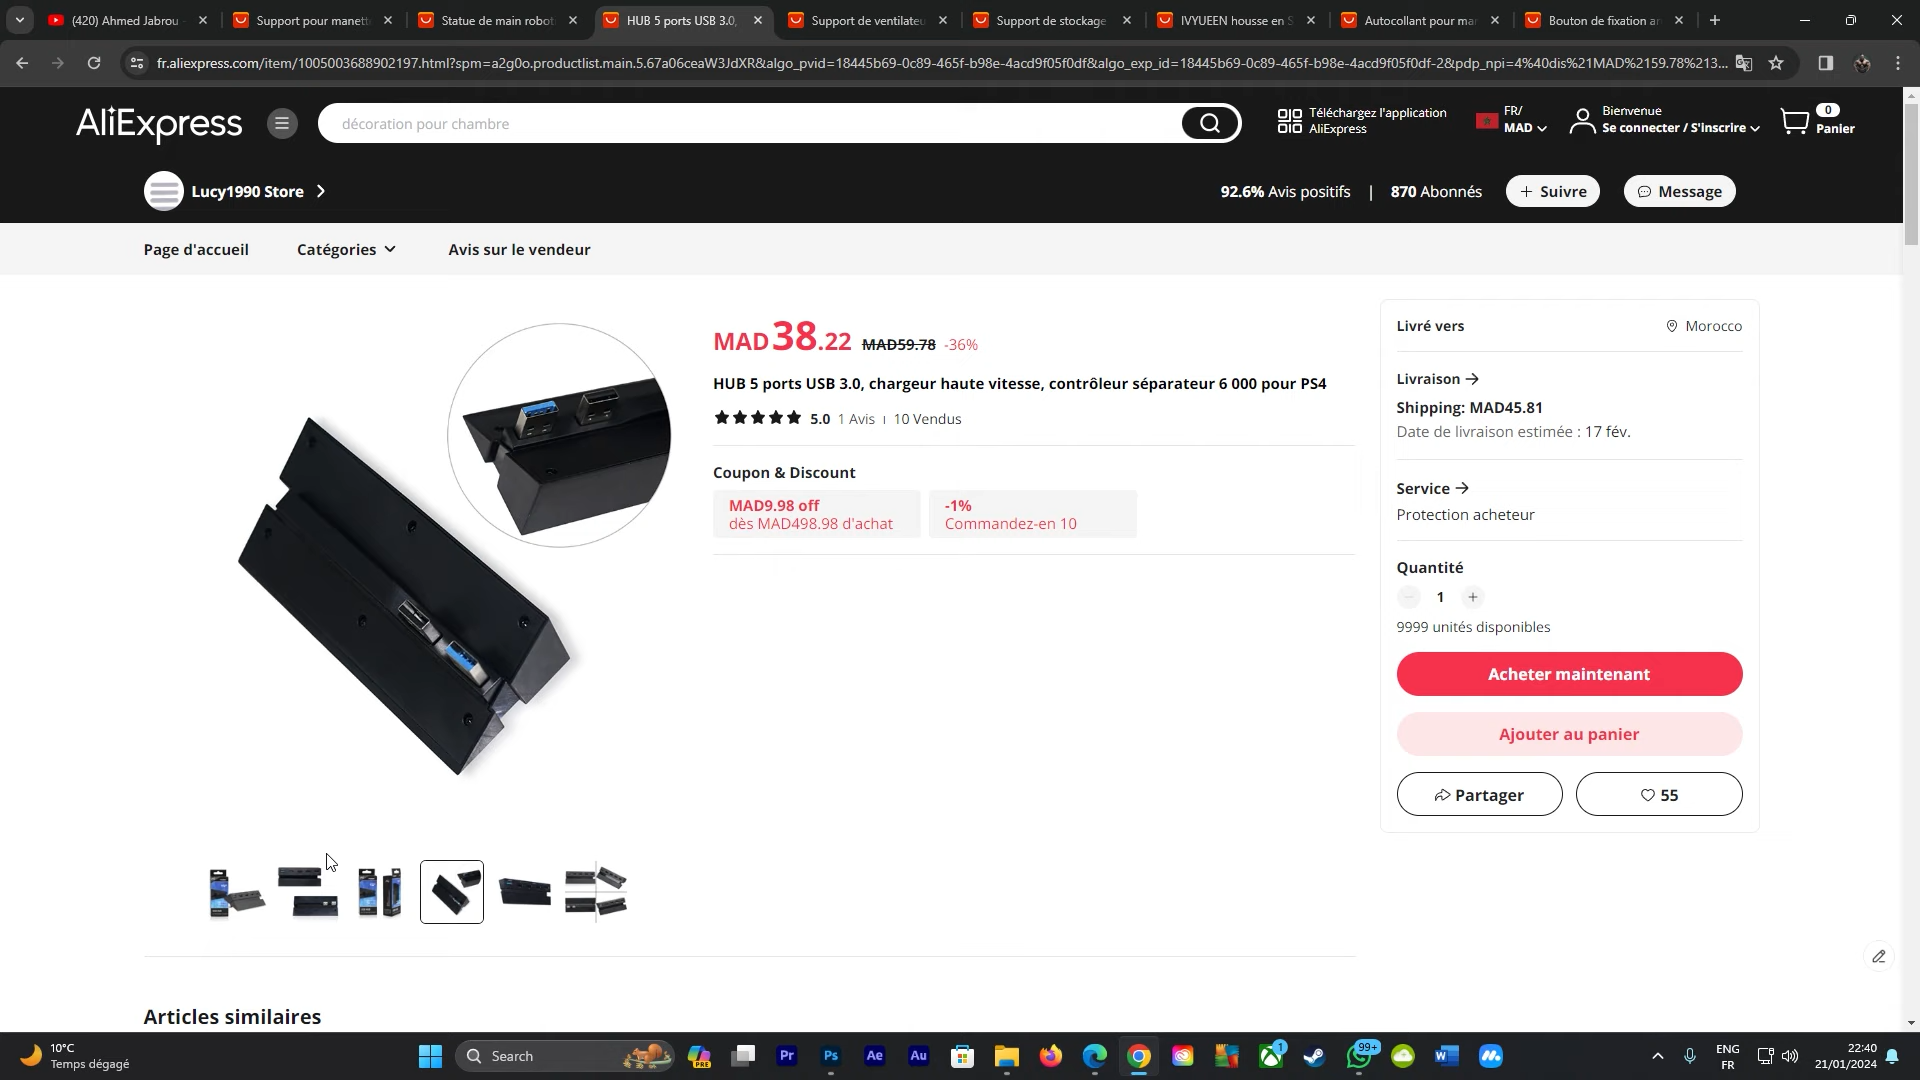 (420) Ahmed Jabrou
Support pour manett
Statue de main robot
HUB 5 ports USB 3.0,
Support de ventilateu
Support de stockage
IVYUEEN housse en S
Autocollant pour ma
Bouton de fixation an
fr.aliexpress.com/item/1005003688902197.html?spm=a2g0o.productlist.main.5.67a06ceaW3JdXR&algo_pvid=18445b69-0c89-465f-b98e-4acd9f05f0df&algo_exp_id=18445b69-0c89-465f-b98e-4acd9f05f0df-2&pdp_npi=4%40dis%21MAD%2159.78%213...
AliExpress
décoration pour chambre
Téléchargez l'application
AliExpress
FR/
MAD
Bienvenue
Se connecter / S'inscrire
0
Panier
Lucy1990 Store
92.6% Avis positifs | 870 Abonnés
+ Suivre
Message
Page d'accueil
Catégories
Avis sur le vendeur
MAD38.22 MAD59.78 -36%
HUB 5 ports USB 3.0, chargeur haute vitesse, contrôleur séparateur 6 000 pour PS4
5.0 1 Avis | 10 Vendus
Coupon & Discount
MAD9.98 off
dès MAD498.98 d'achat
-1%
Commandez-en 10
Livré vers
Morocco
Livraison
Shipping: MAD45.81
Date de livraison estimée : 17 fév.
Service
Protection acheteur
Quantité
1
9999 unités disponibles
Acheter maintenant
Ajouter au panier
Partager
55
Articles similaires
10°C
Temps dégagé
Search
PRE
Pr
Ps
Ae
Au
1
99+
W
ENG
FR
22:40
21/01/2024